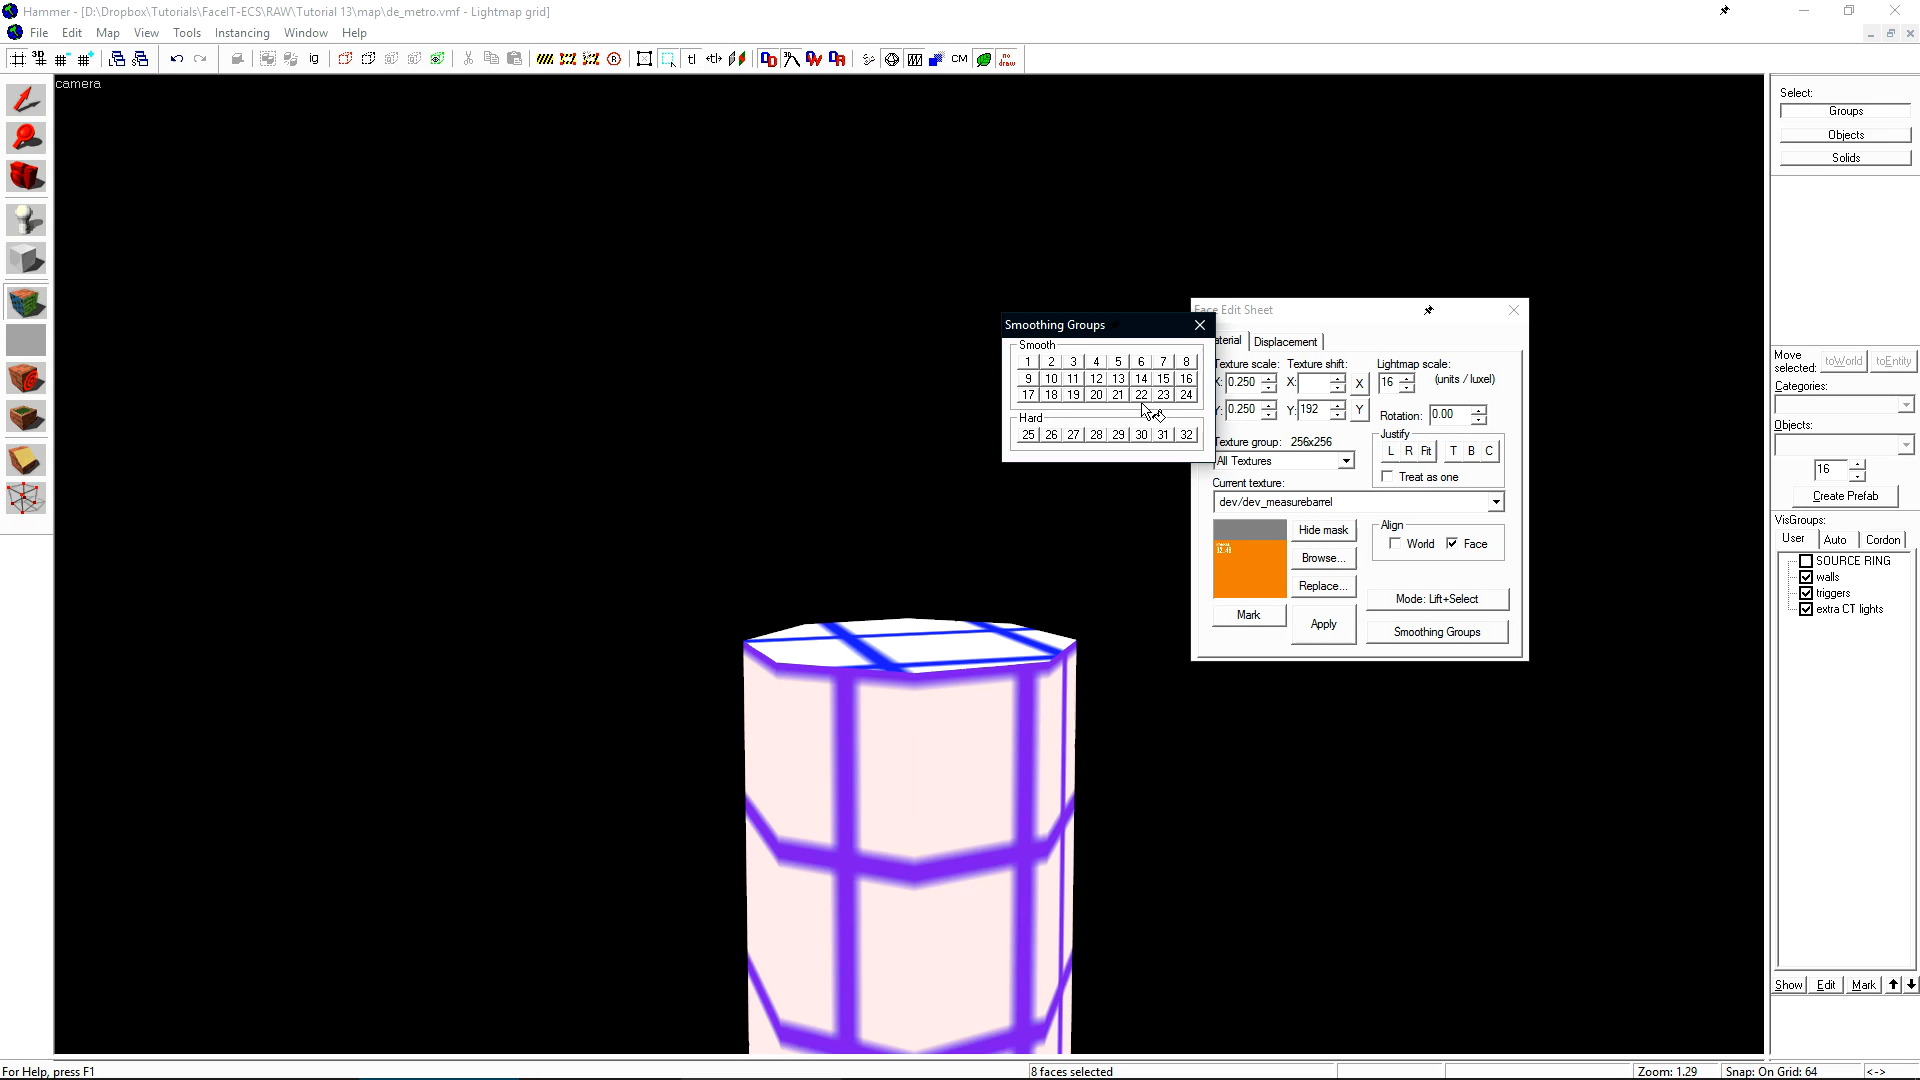 Hammer - [D:\Dropbox\Tutorials\FaceIT-ECS\RAW\Tutorial 13\map\de_metro.vmf - Lightmap grid]
File Edit Map View Tools Instancing Window Help
3D ig tl CM no draw
camera
Select:
Groups
Objects
Solids
Move selected: toWorld toEntity
Categories:
Objects:
16
Create Prefab
VisGroups:
User Auto Cordon
SOURCE RING
walls
triggers
extra CT lights
Show Edit Mark
Smoothing Groups
Smooth
1 2 3 4 5 6 7 8
9 10 11 12 13 14 15 16
17 18 19 20 21 22 23 24
Hard
25 26 27 28 29 30 31 32
Face Edit Sheet
aterial Displacement
Texture scale: Texture shift: Lightmap scale:
X: 0.250 X: X 16 (units / luxel)
Y: 0.250 Y: 192 Y Rotation: 0.00
Texture group: 256x256
All Textures
Justify
L R Fit T B C
Treat as one
Current texture:
dev/dev_measurebarrel
Hide mask
Browse...
Replace...
Mark Apply
Align
World Face
Mode: Lift+Select
Smoothing Groups
For Help, press F1
8 faces selected
Zoom: 1.29
Snap: On Grid: 64
<->